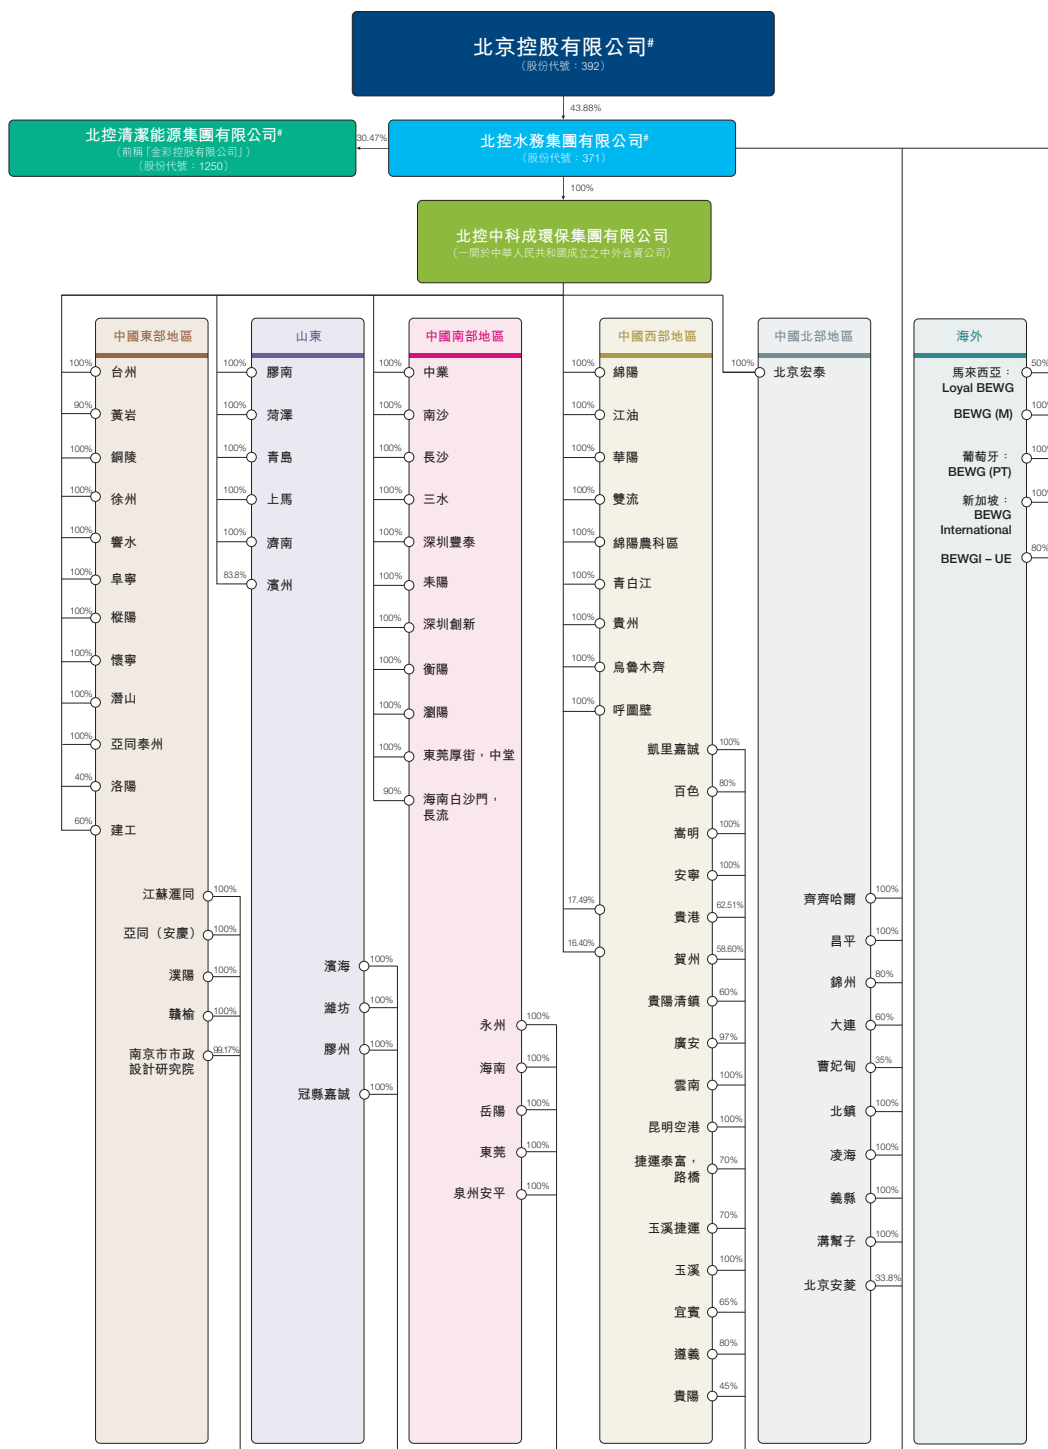 北京控股有限公司#
（股份代號：392）
43.88%
北控清潔能源集團有限公司#
（前稱「金彩控股有限公司」）
（股份代號：1250）
30.47%
北控水務集團有限公司#
（股份代號：371）
100%
北控中科成環保集團有限公司
（一間於中華人民共和國成立之中外合資公司）
中國東部地區
100% 台州
90% 黃岩
100% 銅陵
100% 徐州
100% 響水
100% 阜寧
100% 樅陽
100% 懷寧
100% 潛山
100% 亞同泰州
40% 洛陽
60% 建工
江蘇滙同 100%
亞同（安慶） 100%
濮陽 100%
贛榆 100%
南京市市政 99.17%
設計研究院
山東
100% 膠南
100% 菏澤
100% 青島
100% 上馬
100% 濟南
83.8% 濱州
濱海 100%
濰坊 100%
膠州 100%
冠縣嘉誠 100%
中國南部地區
100% 中業
100% 南沙
100% 長沙
100% 三水
100% 深圳豐泰
100% 耒陽
100% 深圳創新
100% 衡陽
100% 瀏陽
100% 東莞厚街，中堂
90% 海南白沙門，
長流
永州 100%
海南 100%
岳陽 100%
東莞 100%
泉州安平 100%
中國西部地區
100% 綿陽
100% 江油
100% 華陽
100% 雙流
100% 綿陽農科區
100% 青白江
100% 貴州
100% 烏魯木齊
100% 呼圖壁
凱里嘉誠 100%
百色 80%
嵩明 100%
安寧 100%
17.49% 貴港 62.51%
16.40% 賀州 58.60%
貴陽清鎮 60%
廣安 97%
雲南 100%
昆明空港 100%
捷運泰富， 70%
路橋
玉溪捷運 70%
玉溪 100%
宜賓 65%
遵義 80%
貴陽 45%
中國北部地區
100% 北京宏泰
齊齊哈爾 100%
昌平 100%
錦州 80%
大連 60%
曹妃甸 35%
北鎮 100%
凌海 100%
義縣 100%
溝幫子 100%
北京安菱 33.8%
海外
馬來西亞： 50%
Loyal BEWG
BEWG (M) 100%
葡萄牙： 100%
BEWG (PT)
新加坡： 100%
BEWG
International
BEWGI – UE 80%